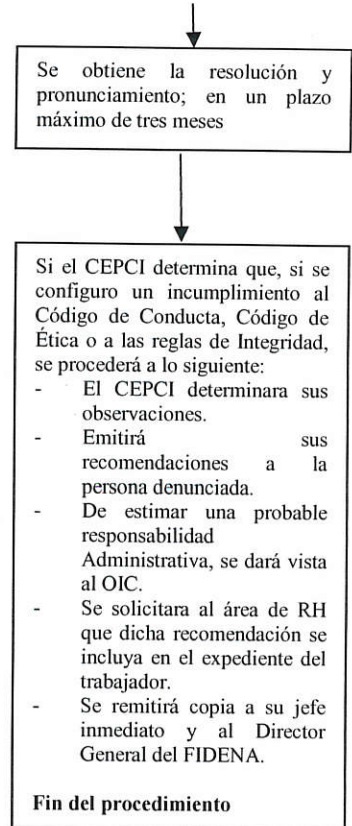 Se obtiene la resolución y
pronunciamiento; en un plazo
máximo de tres meses
Si el CEPCI determina que, si se
configuro un incumplimiento al
Código de Conducta, Código de
Ética o a las reglas de Integridad,
se procederá a lo siguiente:
- El CEPCI determinara sus
observaciones.
- Emitirá sus
recomendaciones a la
persona denunciada.
- De estimar una probable
responsabilidad
Administrativa, se dará vista
al OIC.
- Se solicitara al área de RH
que dicha recomendación se
incluya en el expediente del
trabajador.
- Se remitirá copia a su jefe
inmediato y al Director
General del FIDENA.
Fin del procedimiento